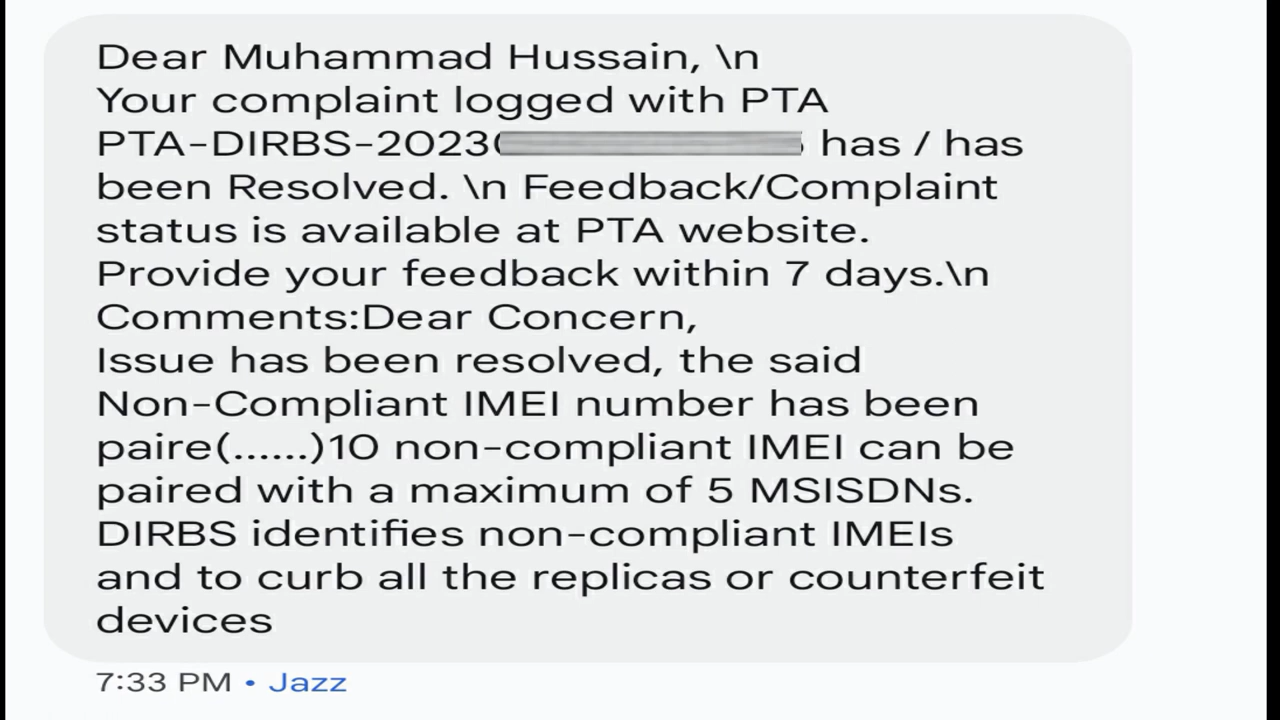 Dear Muhammad Hussain, \n
Your complaint logged with PTA
PTA-DIRBS-2023 has / has
been Resolved. \n Feedback/Complaint
status is available at PTA website.
Provide your feedback within 7 days.\n
Comments:Dear Concern,
Issue has been resolved, the said
Non-Compliant IMEI number has been
paire(......)10 non-compliant IMEI can be
paired with a maximum of 5 MSISDNs.
DIRBS identifies non-compliant IMEIs
and to curb all the replicas or counterfeit
devices
7:33 PM • Jazz